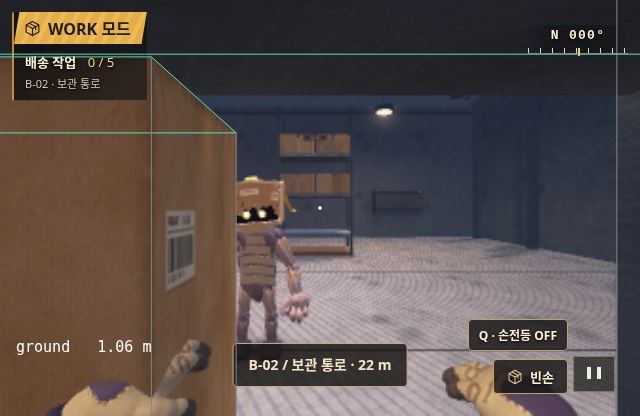 WORK 모드
N 000°
배송 작업 0 / 5
B-02 · 보관 통로
ground 1.06 m
Q · 손전등 OFF
B-02 / 보관 통로 · 22 m
빈손